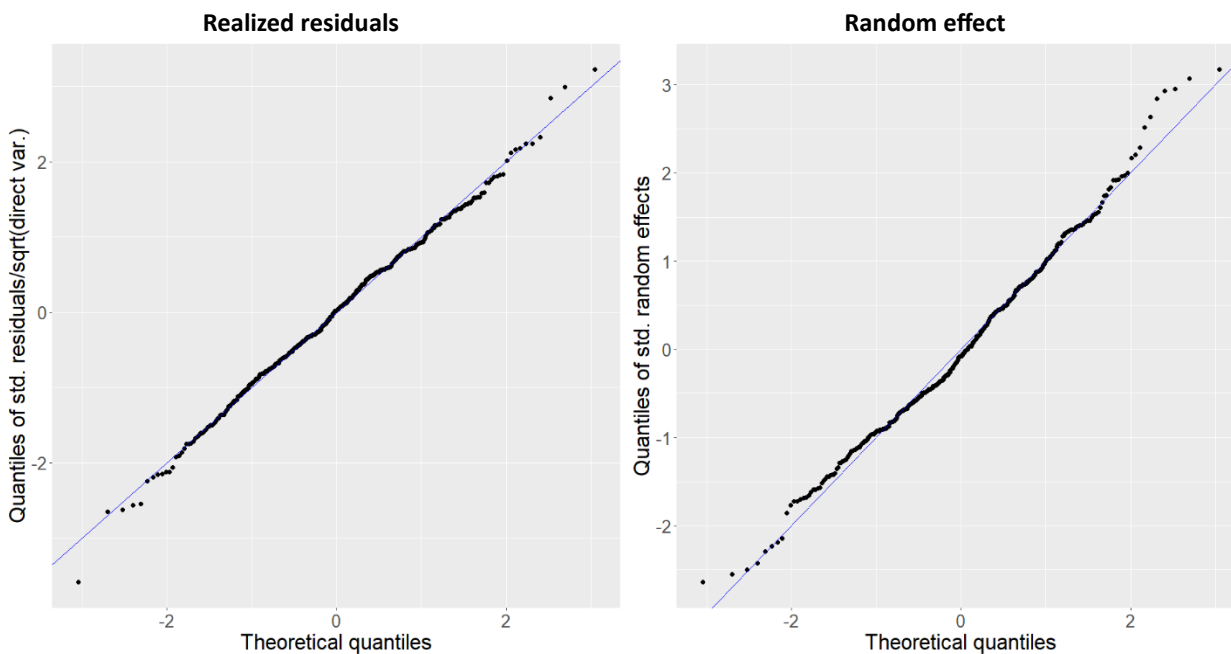 Realized residuals
Quantiles of std. residuals/sqrt(direct var.)
2
0
-2
-2
0
2
Theoretical quantiles
Random effect
Quantiles of std. random effects
3
2
1
0
-1
-2
-2
0
2
Theoretical quantiles